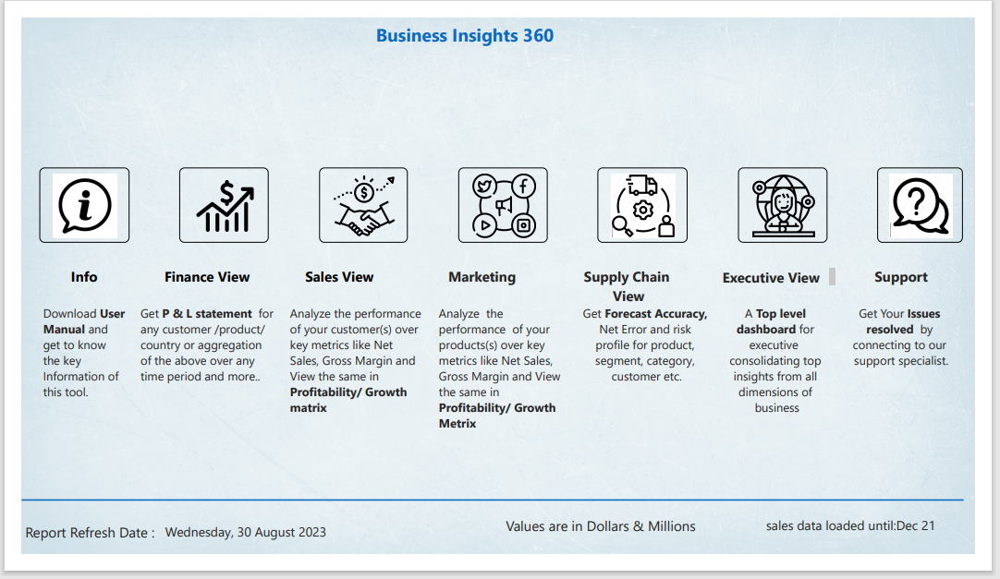 Business Insights 360
Info
Download User
Manual and
get to know
the key
Information of
this tool.
Finance View
Get P & L statement for
any customer /product/
country or aggregation
of the above over any
time period and more..
Sales View
Analyze the performance
of your customer(s) over
key metrics like Net
Sales, Gross Margin and
View the same in
Profitability/ Growth
matrix
Marketing
Analyze the
performance of your
products(s) over key
metrics like Net Sales,
Gross Margin and View
the same in
Profitability/ Growth
Metrix
Supply Chain
View
Get Forecast Accuracy,
Net Error and risk
profile for product,
segment, category,
customer etc.
Executive View
A Top level
dashboard for
executive
consolidating top
insights from all
dimensions of
business
Support
Get Your Issues
resolved by
connecting to our
support specialist.
Report Refresh Date : Wednesday, 30 August 2023
Values are in Dollars & Millions
sales data loaded until:Dec 21